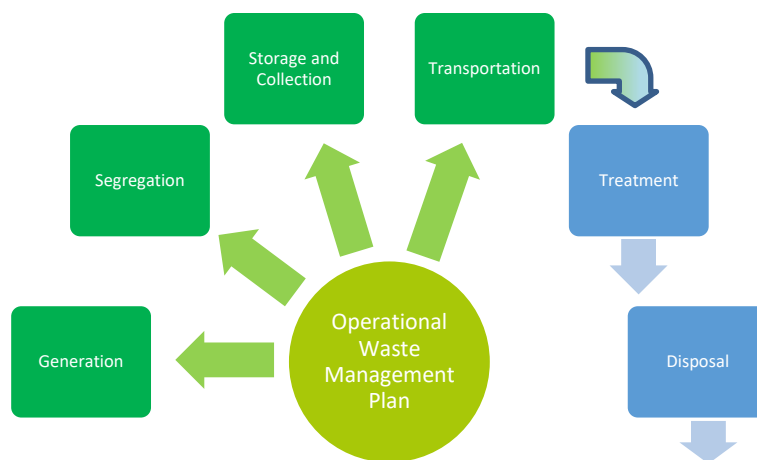 Storage and
Collection
Transportation
Segregation
Treatment
Generation
Operational
Waste
Management
Plan
Disposal